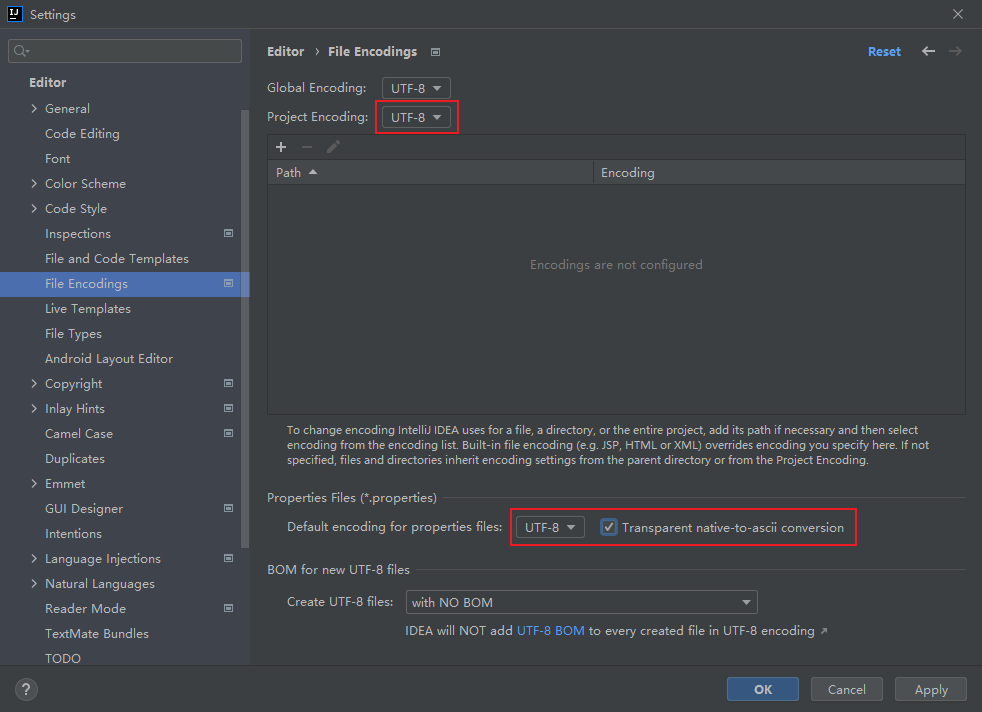 Settings
Editor › File Encodings
Reset
Editor
General
Code Editing
Font
Color Scheme
Code Style
Inspections
File and Code Templates
File Encodings
Live Templates
File Types
Android Layout Editor
Copyright
Inlay Hints
Camel Case
Duplicates
Emmet
GUI Designer
Intentions
Language Injections
Natural Languages
Reader Mode
TextMate Bundles
TODO
Global Encoding: UTF-8
Project Encoding: UTF-8
Path Encoding
Encodings are not configured
To change encoding IntelliJ IDEA uses for a file, a directory, or the entire project, add its path if necessary and then select
encoding from the encoding list. Built-in file encoding (e.g. JSP, HTML or XML) overrides encoding you specify here. If not
specified, files and directories inherit encoding settings from the parent directory or from the Project Encoding.
Properties Files (*.properties)
Default encoding for properties files: UTF-8 Transparent native-to-ascii conversion
BOM for new UTF-8 files
Create UTF-8 files: with NO BOM
IDEA will NOT add UTF-8 BOM to every created file in UTF-8 encoding ↗
? OK Cancel Apply